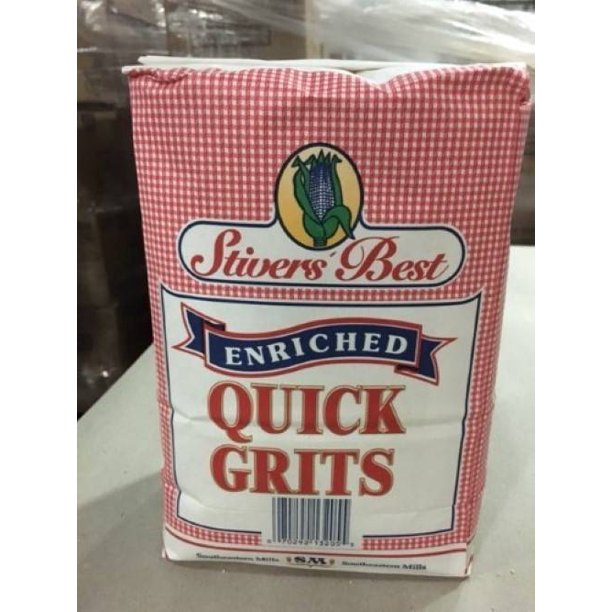 Stivers' Best
ENRICHED
QUICK
GRITS
Southeastern Mills SM Southeastern Mills